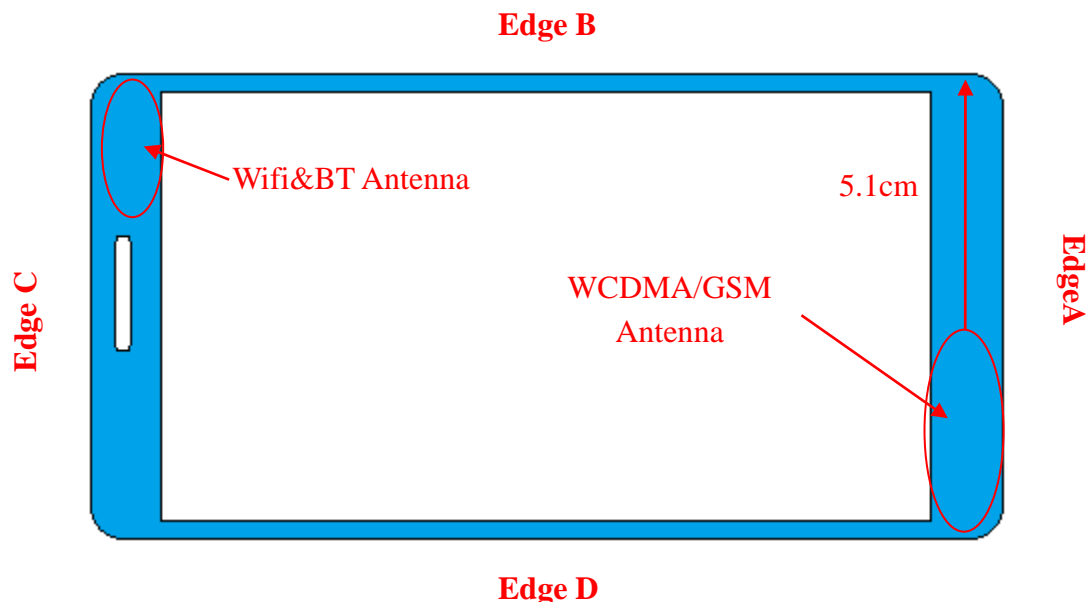 Edge B
Wifi&BT Antenna
5.1cm
EdgeA
Edge C
WCDMA/GSM
Antenna
Edge D